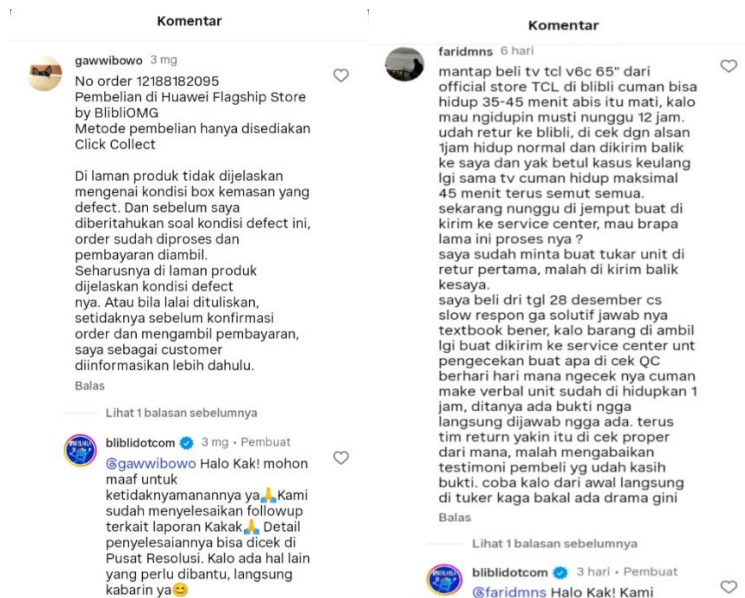 Komentar
gawwibowo 3 mg
No order 12188182095
Pembelian di Huawei Flagship Store
by BlibliOMG
Metode pembelian hanya disediakan
Click Collect
Di laman produk tidak dijelaskan
mengenai kondisi box kemasan yang
defect. Dan sebelum saya
diberitahukan soal kondisi defect ini,
order sudah diproses dan
pembayaran diambil.
Seharusnya di laman produk
dijelaskan kondisi defect
nya. Atau bila lalai dituliskan,
setidaknya sebelum konfirmasi
order dan mengambil pembayaran,
saya sebagai customer
diinformasikan lebih dahulu.
Balas
Lihat 1 balasan sebelumnya
bliblidotcom 3 mg • Pembuat
@gawwibowo Halo Kak! mohon
maaf untuk
ketidaknyamanannya ya🙏Kami
sudah menyelesaikan followup
terkait laporan Kakak🙏 Detail
penyelesaiannya bisa dicek di
Pusat Resolusi. Kalo ada hal lain
yang perlu dibantu, langsung
kabarin ya😊
Komentar
faridmns 6 hari
mantap beli tv tcl v6c 65" dari
official store TCL di blibli cuman bisa
hidup 35-45 menit abis itu mati, kalo
mau ngidupin musti nunggu 12 jam.
udah retur ke blibli, di cek dgn alsan
1jam hidup normal dan dikirim balik
ke saya dan yak betul kasus keulang
lgi sama tv cuman hidup maksimal
45 menit terus semut semua.
sekarang nunggu di jemput buat di
kirim ke service center, mau brapa
lama ini proses nya ?
saya sudah minta buat tukar unit di
retur pertama, malah di kirim balik
kesaya.
saya beli dri tgl 28 desember cs
slow respon ga solutif jawab nya
textbook bener, kalo barang di ambil
lgi buat dikirim ke service center unt
pengecekan buat apa di cek QC
berhari hari mana ngecek nya cuman
make verbal unit sudah di hidupkan 1
jam, ditanya ada bukti ngga
langsung dijawab ngga ada. terus
tim return yakin itu di cek proper
dari mana, malah mengabaikan
testimoni pembeli yg udah kasih
bukti. coba kalo dari awal langsung
di tuker kaga bakal ada drama gini
Balas
Lihat 1 balasan sebelumnya
bliblidotcom 3 hari • Pembuat
@faridmns Halo Kak! Kami